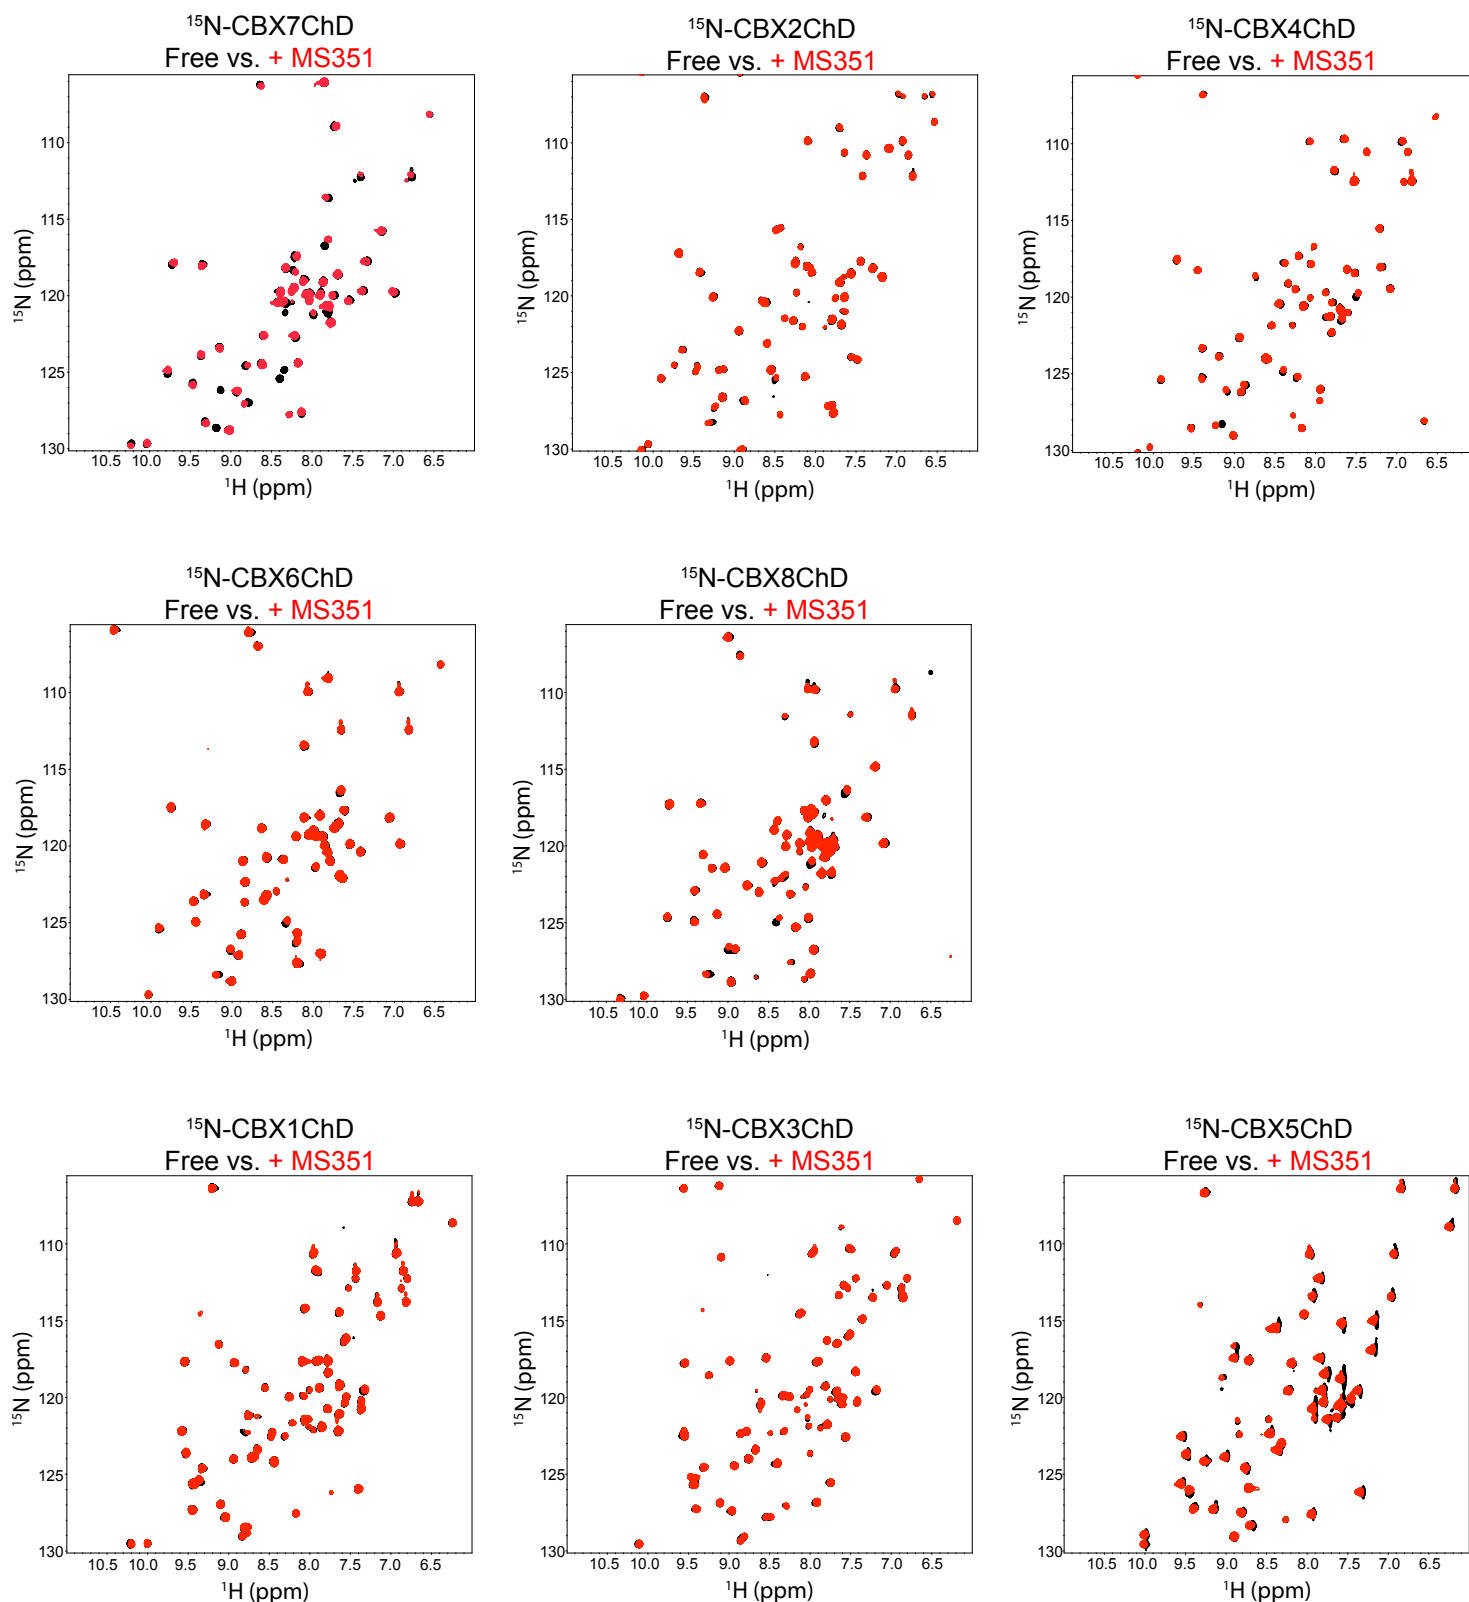 ¹⁵N-CBX7ChD
Free vs. + MS351
110
115
120
125
130
¹⁵N (ppm)
10.5 10.0 9.5 9.0 8.5 8.0 7.5 7.0 6.5
¹H (ppm)
¹⁵N-CBX2ChD
Free vs. + MS351
110
115
120
125
130
¹⁵N (ppm)
10.5 10.0 9.5 9.0 8.5 8.0 7.5 7.0 6.5
¹H (ppm)
¹⁵N-CBX4ChD
Free vs. + MS351
110
115
120
125
130
¹⁵N (ppm)
10.5 10.0 9.5 9.0 8.5 8.0 7.5 7.0 6.5
¹H (ppm)
¹⁵N-CBX6ChD
Free vs. + MS351
110
115
120
125
130
¹⁵N (ppm)
10.5 10.0 9.5 9.0 8.5 8.0 7.5 7.0 6.5
¹H (ppm)
¹⁵N-CBX8ChD
Free vs. + MS351
110
115
120
125
130
¹⁵N (ppm)
10.5 10.0 9.5 9.0 8.5 8.0 7.5 7.0 6.5
¹H (ppm)
¹⁵N-CBX1ChD
Free vs. + MS351
110
115
120
125
130
¹⁵N (ppm)
10.5 10.0 9.5 9.0 8.5 8.0 7.5 7.0 6.5
¹H (ppm)
¹⁵N-CBX3ChD
Free vs. + MS351
110
115
120
125
130
¹⁵N (ppm)
10.5 10.0 9.5 9.0 8.5 8.0 7.5 7.0 6.5
¹H (ppm)
¹⁵N-CBX5ChD
Free vs. + MS351
110
115
120
125
130
¹⁵N (ppm)
10.5 10.0 9.5 9.0 8.5 8.0 7.5 7.0 6.5
¹H (ppm)